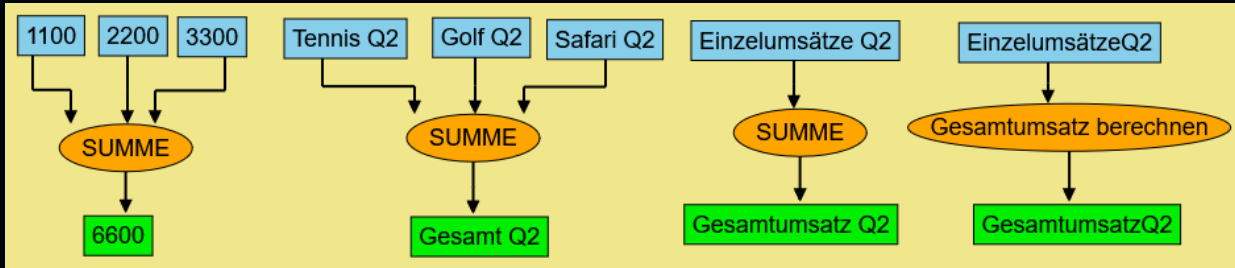 1100
2200
3300
SUMME
6600
Tennis Q2
Golf Q2
Safari Q2
SUMME
Gesamt Q2
Einzelumsätze Q2
SUMME
Gesamtumsatz Q2
EinzelumsätzeQ2
Gesamtumsatz berechnen
GesamtumsatzQ2